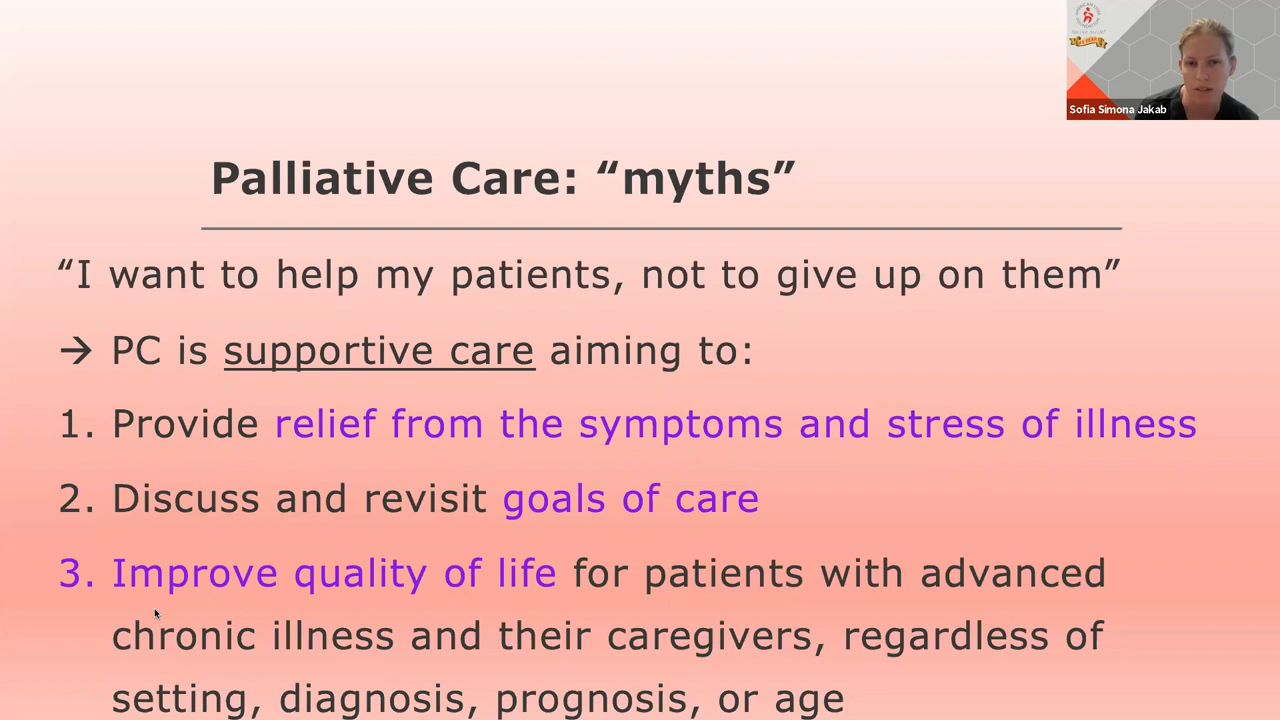 Sofia Simona Jakab
Palliative Care: “myths”
“I want to help my patients, not to give up on them”
→ PC is supportive care aiming to:
1. Provide relief from the symptoms and stress of illness
2. Discuss and revisit goals of care
3. Improve quality of life for patients with advanced
chronic illness and their caregivers, regardless of
setting, diagnosis, prognosis, or age